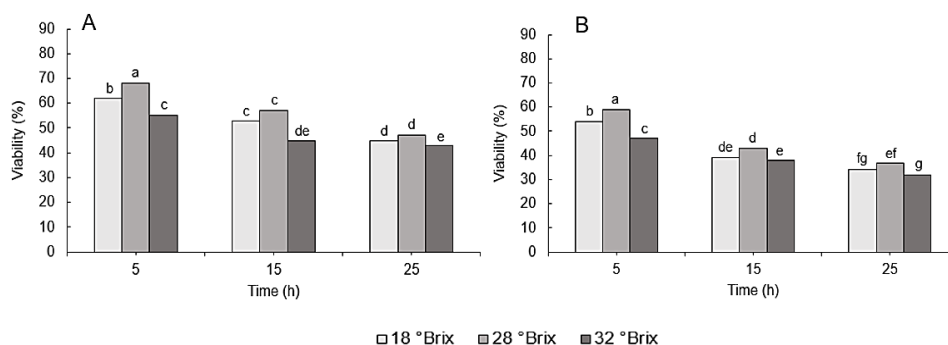 A
90
80
70
60
50
40
30
20
10
0
Viability (%)
b a c
c c de
d d e
5 15 25
Time (h)
B
90
80
70
60
50
40
30
20
10
0
Viability (%)
b a c
de d e
fg ef g
5 15 25
Time (h)
18 °Brix 28 °Brix 32 °Brix